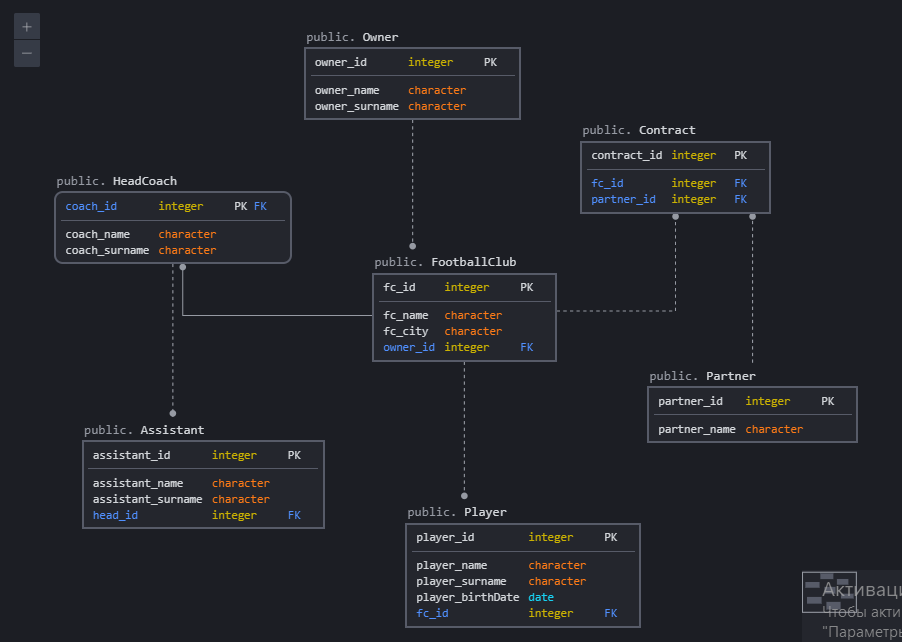 +
−
public. Owner
owner_id integer PK
owner_name character
owner_surname character
public. Contract
contract_id integer PK
fc_id integer FK
partner_id integer FK
public. HeadCoach
coach_id integer PK FK
coach_name character
coach_surname character
public. FootballClub
fc_id integer PK
fc_name character
fc_city character
owner_id integer FK
public. Partner
partner_id integer PK
partner_name character
public. Assistant
assistant_id integer PK
assistant_name character
assistant_surname character
head_id integer FK
public. Player
player_id integer PK
player_name character
player_surname character
player_birthDate date
fc_id integer FK
Активаци
Чтобы акти
"Параметры